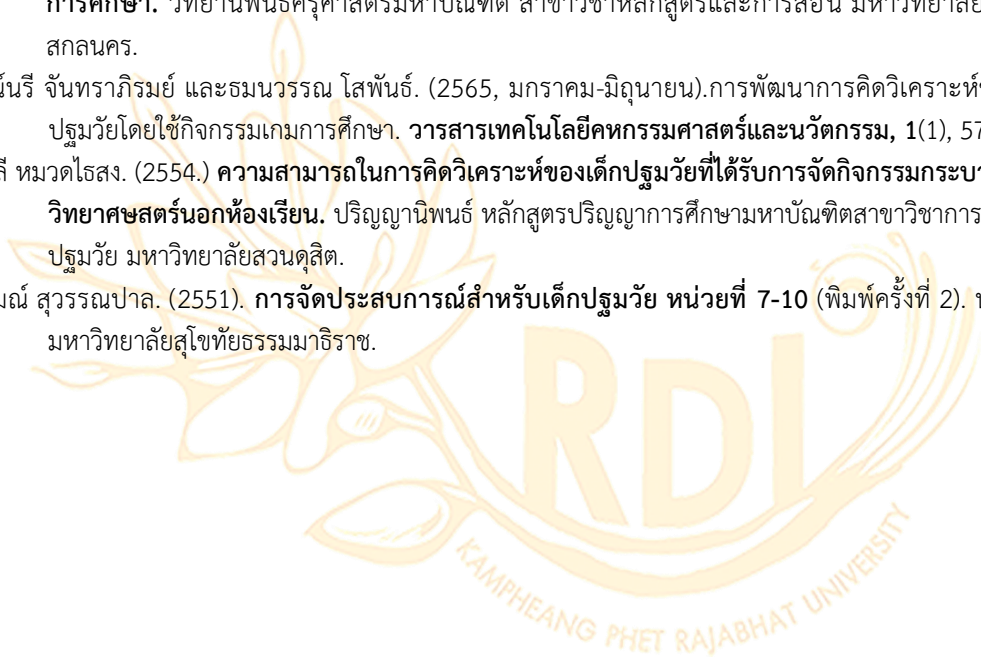 การศึกษา. วิทยานิพนธ์ครุศาสตรมหาบัณฑิต สาขาวิชาหลักสูตรและการสอน มหาวิทยาลัย
สกลนคร.
จันทราภิรมย์ และธมนวรรณ โสพันธ์. (2565, มกราคม-มิถุนายน).การพัฒนาการคิดวิเคราะห์
ปฐมวัยโดยใช้กิจกรรมเกมการศึกษา. วารสารเทคโนโลยีคหกรรมศาสตร์และนวัตกรรม, 1(1), 57
หมวดไธสง. (2554.) ความสามารถในการคิดวิเคราะห์ของเด็กปฐมวัยที่ได้รับการจัดกิจกรรมกระบา
วิทยาศษสตร์นอกห้องเรียน. ปริญญานิพนธ์ หลักสูตรปริญญาการศึกษามหาบัณฑิตสาขาวิชาการ
ปฐมวัย มหาวิทยาลัยสวนดุสิต.
สุวรรณปาล. (2551). การจัดประสบการณ์สำหรับเด็กปฐมวัย หน่วยที่ 7-10 (พิมพ์ครั้งที่ 2).
มหาวิทยาลัยสุโขทัยธรรมมาธิราช.
RDI
KAMPHEANG PHET RAJABHAT UNIVERSITY